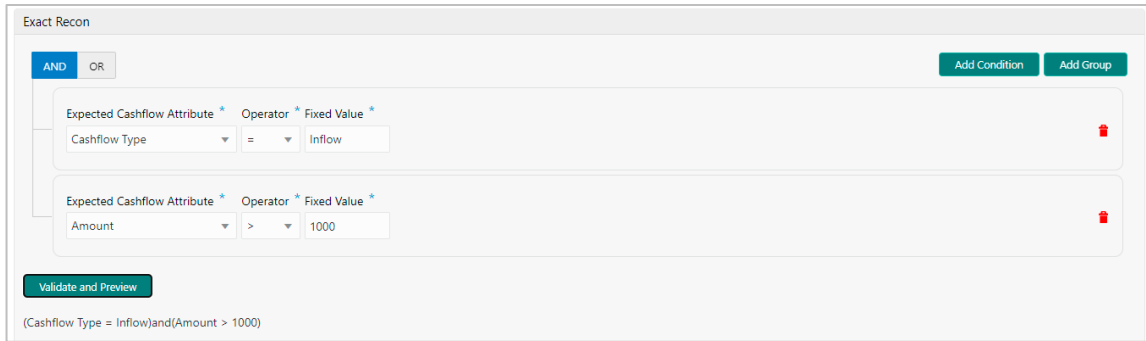 Exact Recon
AND OR Add Condition Add Group
Expected Cashflow Attribute * Operator * Fixed Value *
Cashflow Type = Inflow
Expected Cashflow Attribute * Operator * Fixed Value *
Amount > 1000
Validate and Preview
(Cashflow Type = Inflow)and(Amount > 1000)